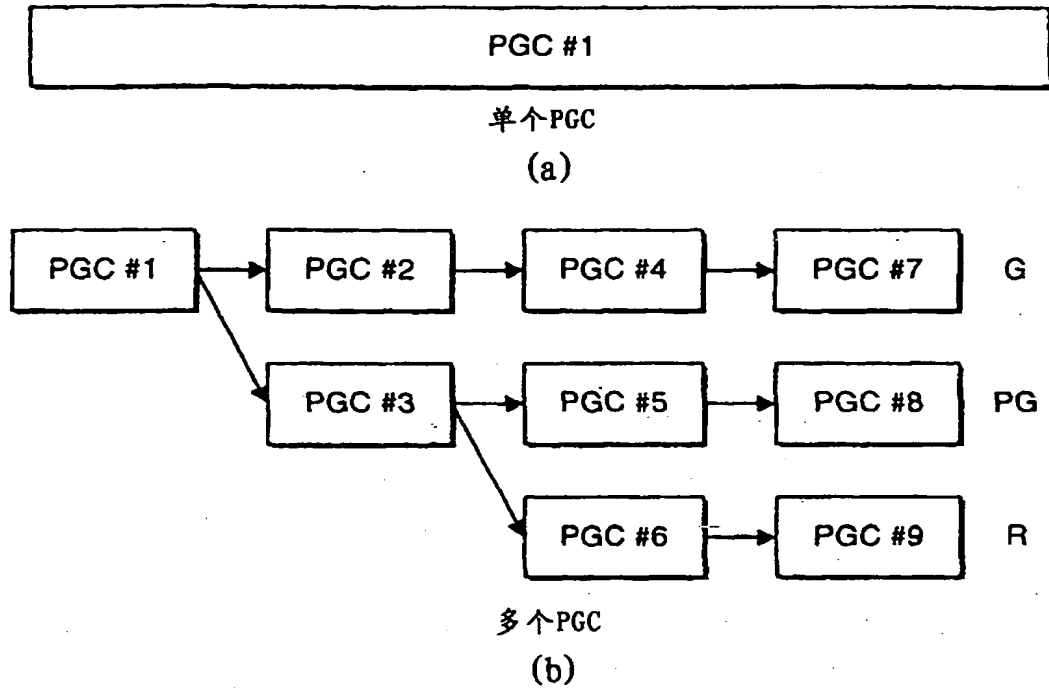 PGC #1
单个PGC
(a)
PGC #1 PGC #2 PGC #4 PGC #7 G
PGC #3 PGC #5 PGC #8 PG
PGC #6 PGC #9 R
多个PGC
(b)